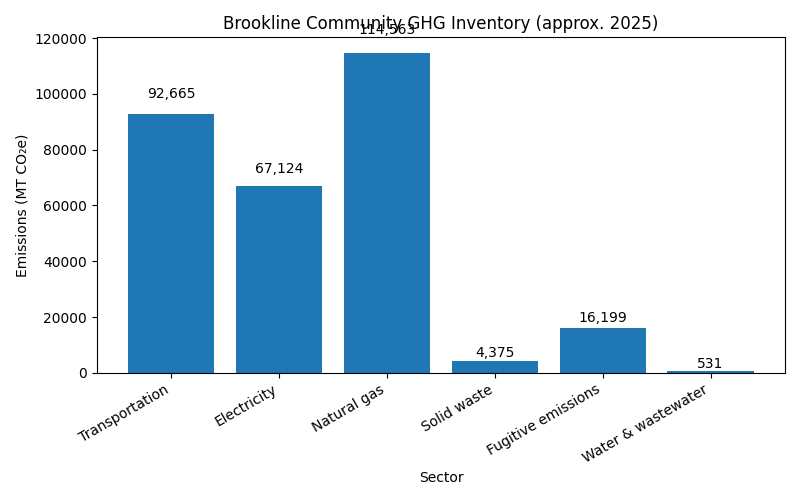 Brookline Community GHG Inventory (approx. 2025)
114,563
120000
100000
80000
60000
40000
20000
0
Emissions (MT CO₂e)
92,665
67,124
4,375
16,199
531
Transportation
Electricity
Natural gas
Solid waste
Fugitive emissions
Water & wastewater
Sector